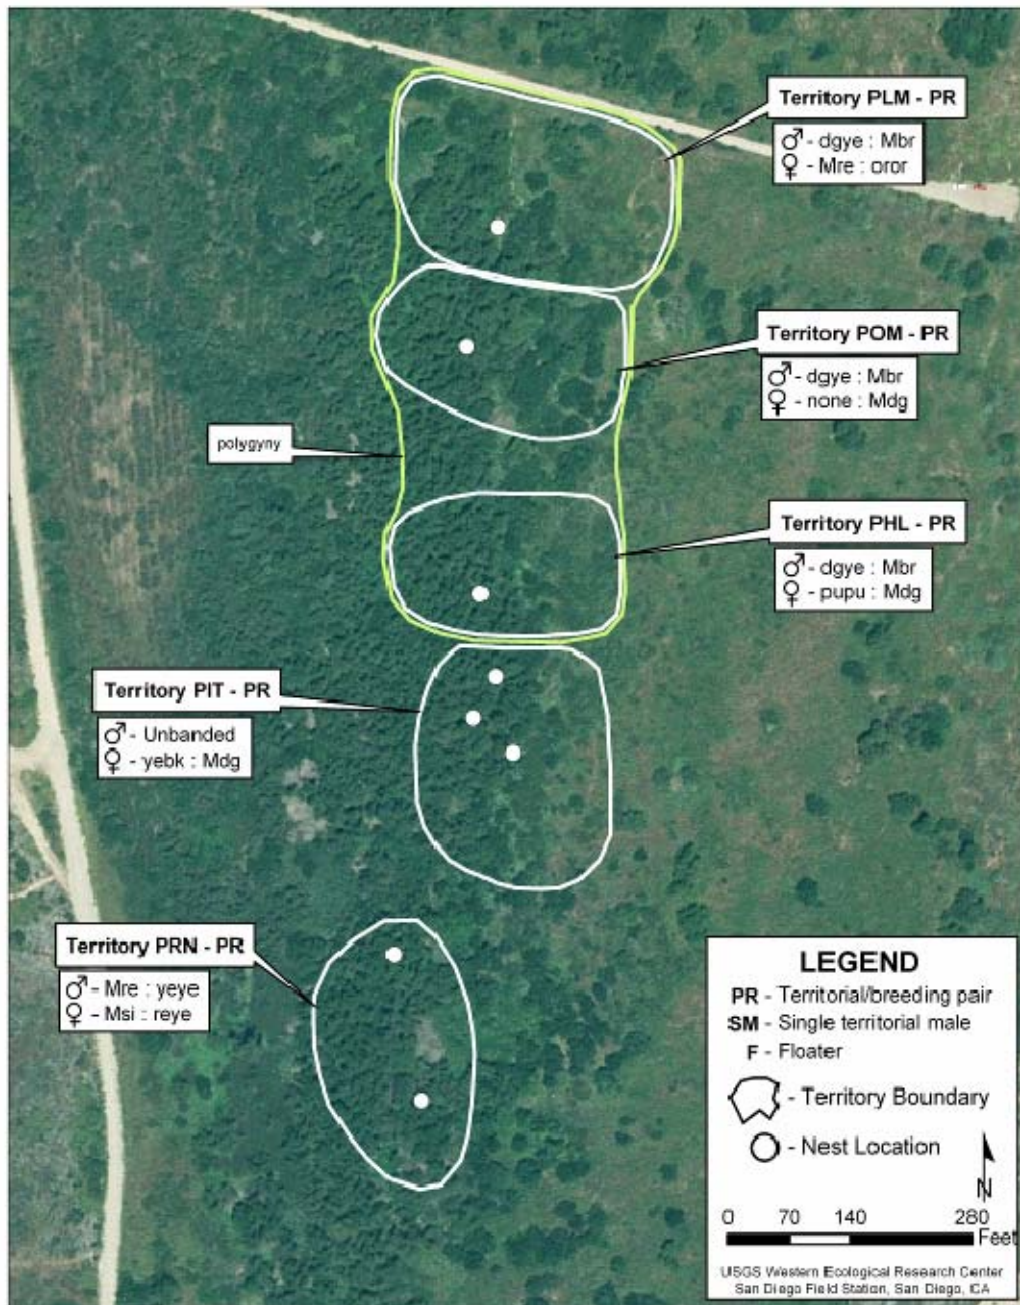 Territory PLM - PR
♂ - dgye : Mbr
♀ - Mre : oror
Territory POM - PR
♂ - dgye : Mbr
♀ - none : Mdg
polygyny
Territory PHL - PR
♂ - dgye : Mbr
♀ - pupu : Mdg
Territory PIT - PR
♂ - Unbanded
♀ - yebk : Mdg
Territory PRN - PR
♂ - Mre : yeye
♀ - Msi : reye
LEGEND
PR - Territorial/breeding pair
SM - Single territorial male
F - Floater
- Territory Boundary
- Nest Location
N
0 70 140 280
Feet
USGS Western Ecological Research Center
San Diego Field Station, San Diego, CA